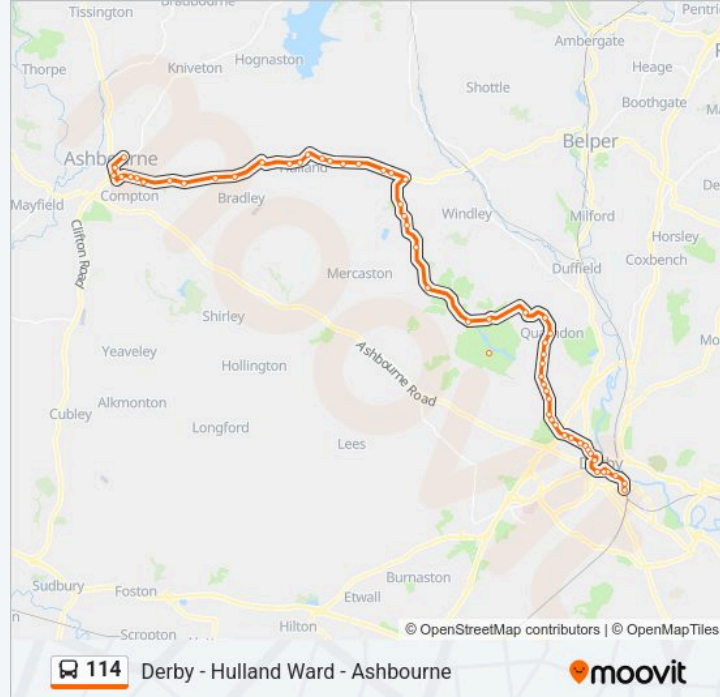 Tissington
Bradbourne
Ambergate
Hognaston
Thorpe
Kniveton
Heage
Shottle
Boothgate
Belper
Ashbourne
Hulland
Mayfield
Compton
Bradley
Windley
Milford
Clifton Road
Horsley
Coxbench
Mercaston
Duffield
Shirley
Quarndon
Yeaveley
Ashbourne Road
Hollington
Alkmonton
Cubley
Longford
Lees
Derby
Burnaston
Sudbury
Foston
Etwall
Hilton
Scropton
© OpenStreetMap contributors | © OpenMapTiles
114 Derby - Hulland Ward - Ashbourne
moovit